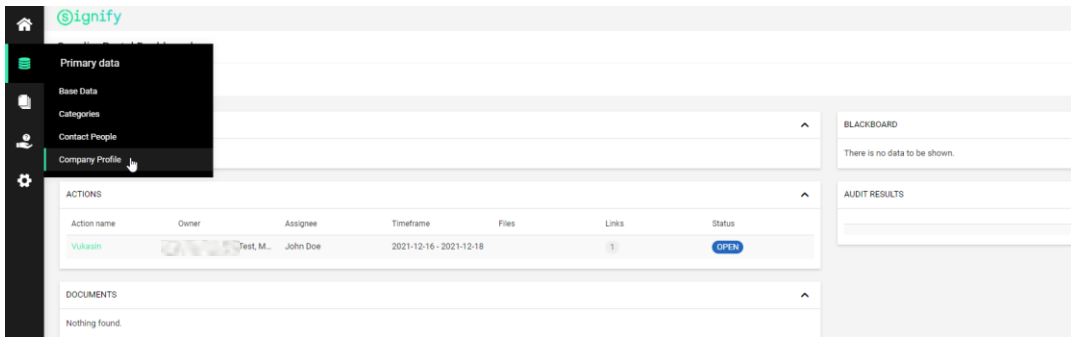 Signify
Primary data
Base Data
Categories
Contact People
Company Profile
BLACKBOARD
There is no data to be shown.
ACTIONS
AUDIT RESULTS
Action name Owner Assignee Timeframe Files Links Status
Vukasin Test, M... John Doe 2021-12-16 - 2021-12-18 1 OPEN
DOCUMENTS
Nothing found.